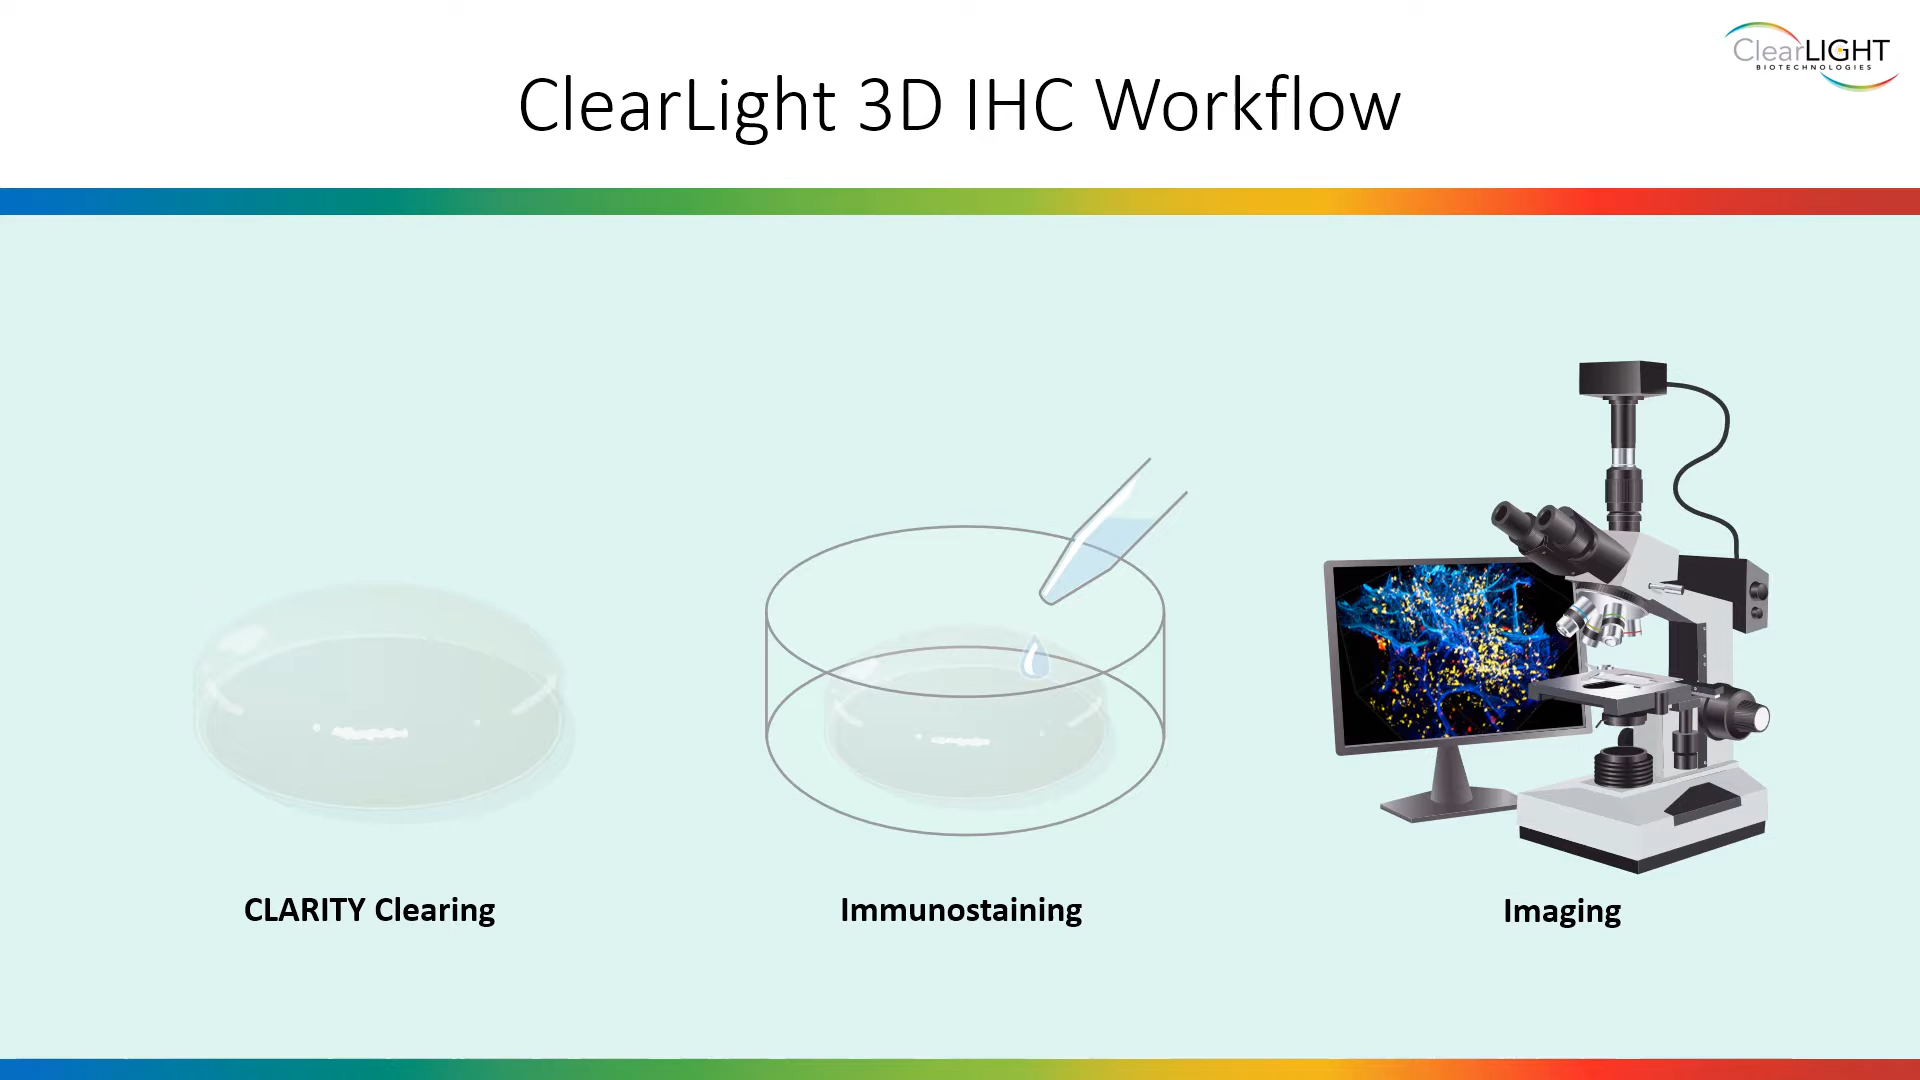 ClearLIGHT
BIOTECHNOLOGIES
ClearLight 3D IHC Workflow
CLARITY Clearing
Immunostaining
Imaging